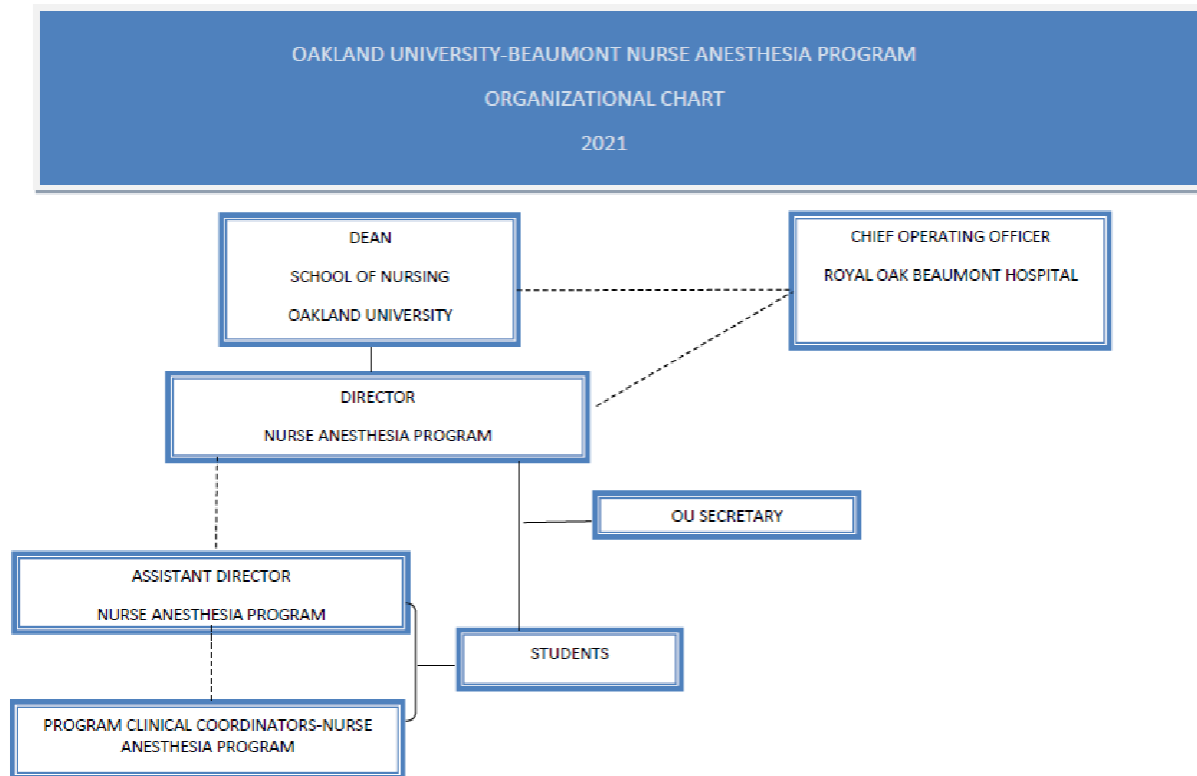 OAKLAND UNIVERSITY-BEAUMONT NURSE ANESTHESIA PROGRAM
ORGANIZATIONAL CHART
2021
DEAN
SCHOOL OF NURSING
OAKLAND UNIVERSITY
CHIEF OPERATING OFFICER
ROYAL OAK BEAUMONT HOSPITAL
DIRECTOR
NURSE ANESTHESIA PROGRAM
OU SECRETARY
ASSISTANT DIRECTOR
NURSE ANESTHESIA PROGRAM
STUDENTS
PROGRAM CLINICAL COORDINATORS-NURSE
ANESTHESIA PROGRAM